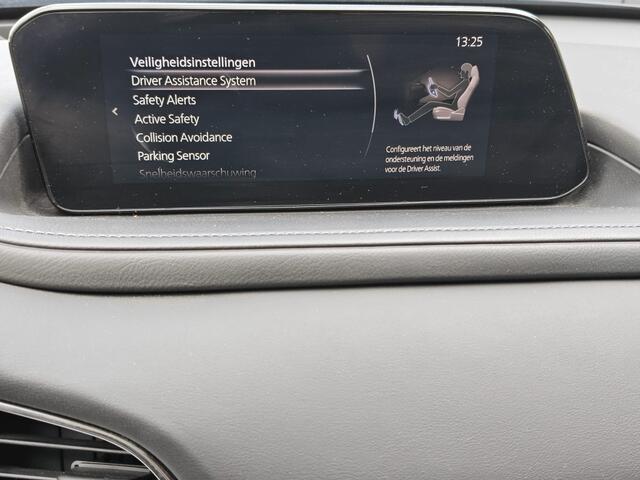 13:25
Veiligheidsinstellingen
Driver Assistance System
Safety Alerts
Active Safety
Collision Avoidance
Parking Sensor
Snelheidswaarschuwing
Configureert het niveau van de
ondersteuning en de meldingen
voor de Driver Assist.